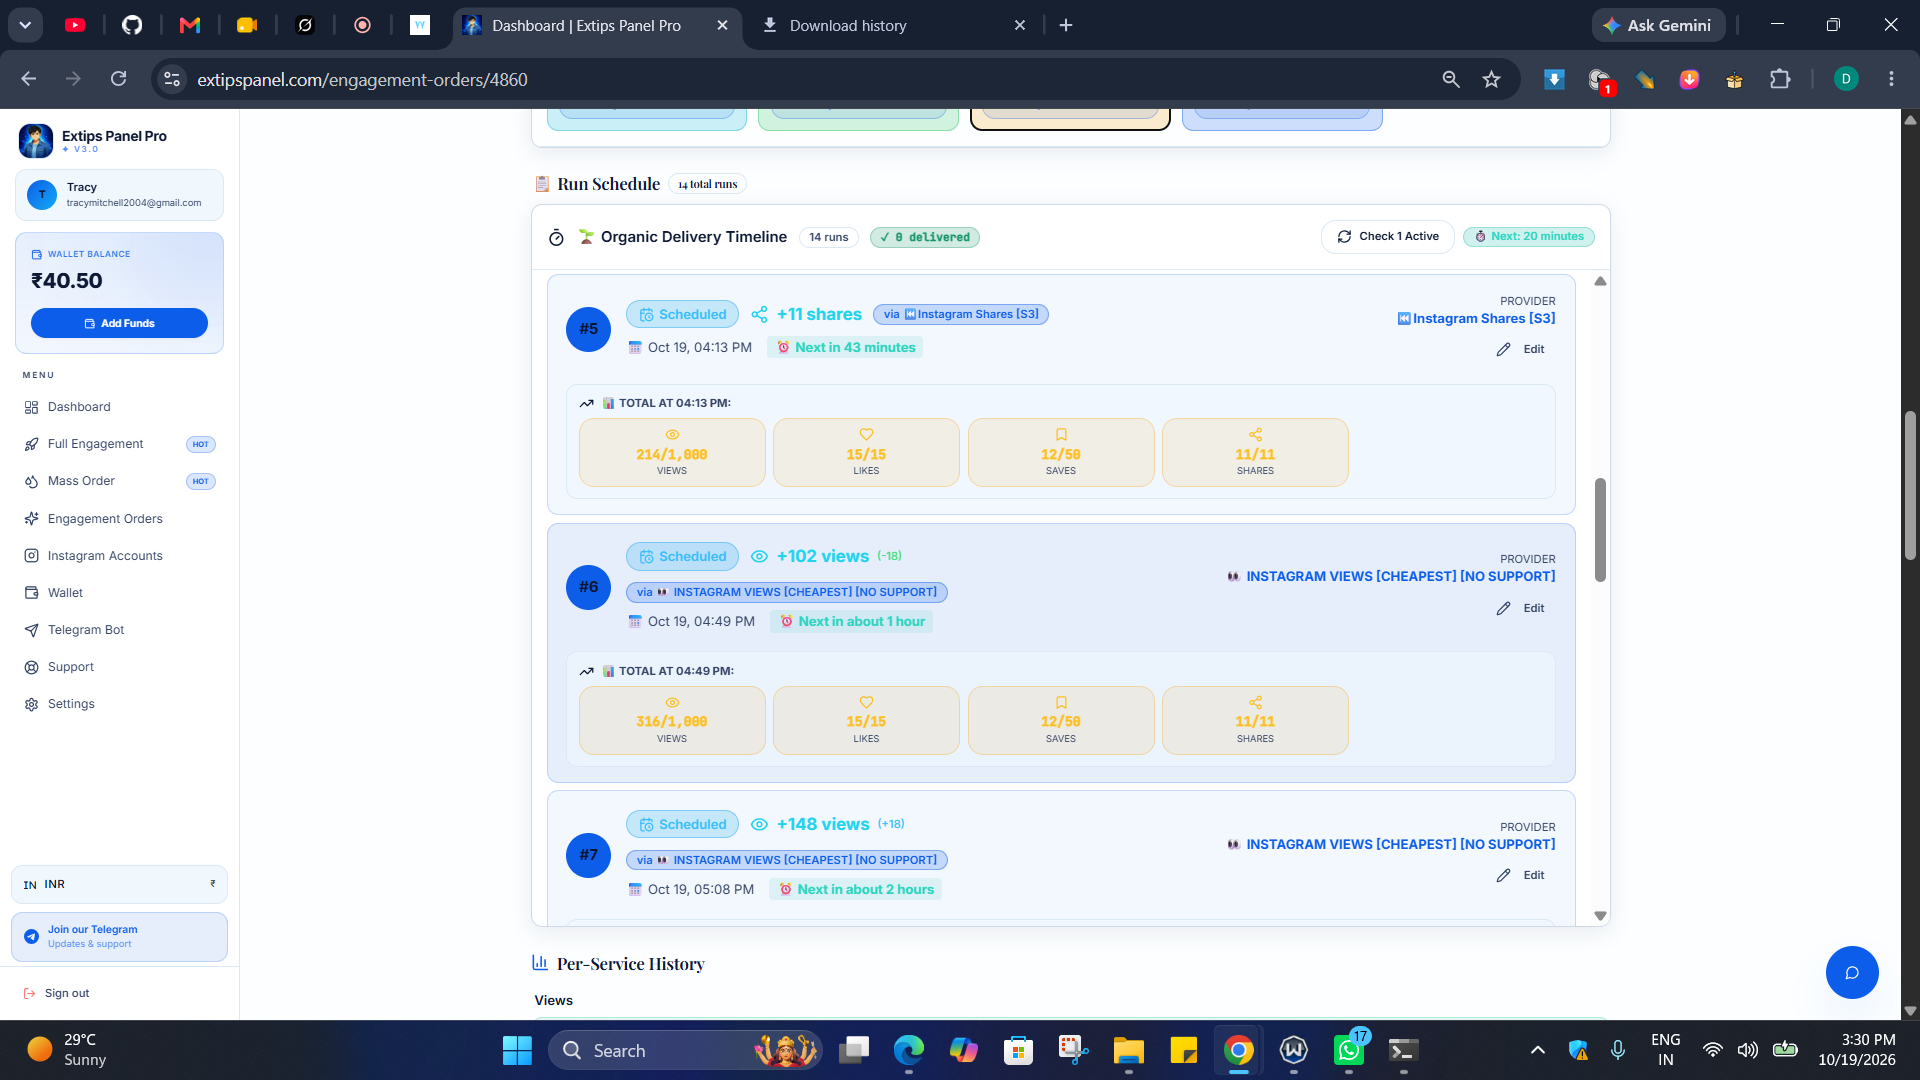 Dashboard | Extips Panel Pro
Download history
Ask Gemini
extipspanel.com/engagement-orders/4860
1
D
Extips Panel Pro
✦ V3.0
T
Tracy
tracymitchell2004@gmail.com
WALLET BALANCE
₹40.50
Add Funds
MENU
Dashboard
Full Engagement HOT
Mass Order HOT
Engagement Orders
Instagram Accounts
Wallet
Telegram Bot
Support
Settings
IN INR ₹
Join our Telegram
Updates & support
Sign out
📋 Run Schedule 14 total runs
🌱 Organic Delivery Timeline 14 runs ✓ 0 delivered
Check 1 Active
⏱ Next: 20 minutes
#5
Scheduled +11 shares via ⏮ Instagram Shares [S3]
📅 Oct 19, 04:13 PM ⏰ Next in 43 minutes
PROVIDER
⏮ Instagram Shares [S3]
Edit
📊 TOTAL AT 04:13 PM:
214/1,000
VIEWS
15/15
LIKES
12/50
SAVES
11/11
SHARES
#6
Scheduled +102 views (-18)
via 👀 INSTAGRAM VIEWS [CHEAPEST] [NO SUPPORT]
📅 Oct 19, 04:49 PM ⏰ Next in about 1 hour
PROVIDER
👀 INSTAGRAM VIEWS [CHEAPEST] [NO SUPPORT]
Edit
📊 TOTAL AT 04:49 PM:
316/1,000
VIEWS
15/15
LIKES
12/50
SAVES
11/11
SHARES
#7
Scheduled +148 views (+18)
via 👀 INSTAGRAM VIEWS [CHEAPEST] [NO SUPPORT]
📅 Oct 19, 05:08 PM ⏰ Next in about 2 hours
PROVIDER
👀 INSTAGRAM VIEWS [CHEAPEST] [NO SUPPORT]
Edit
Per-Service History
Views
29°C
Sunny
Search
17
ENG
IN
3:30 PM
10/19/2026